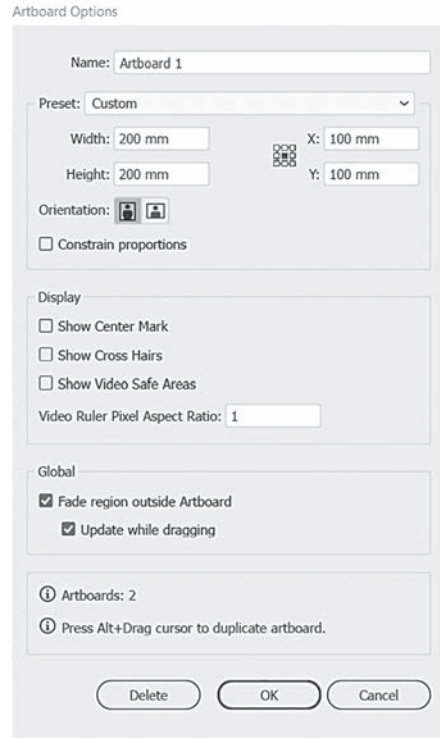 Artboard Options
Name: Artboard 1
Preset: Custom
Width: 200 mm X: 100 mm
Height: 200 mm Y: 100 mm
Orientation:
Constrain proportions
Display
Show Center Mark
Show Cross Hairs
Show Video Safe Areas
Video Ruler Pixel Aspect Ratio: 1
Global
Fade region outside Artboard
Update while dragging
Artboards: 2
Press Alt+Drag cursor to duplicate artboard.
Delete OK Cancel